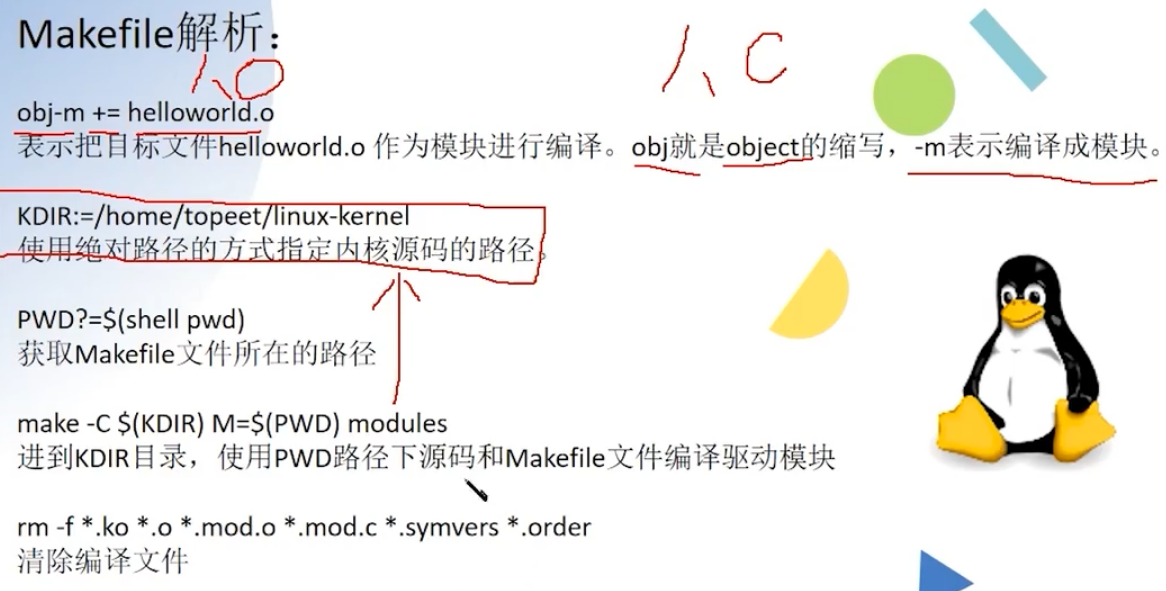 Makefile解析：
obj-m += helloworld.o
表示把目标文件helloworld.o 作为模块进行编译。obj就是object的缩写，-m表示编译成模块。
KDIR:=/home/topeet/linux-kernel
使用绝对路径的方式指定内核源码的路径。
PWD?=$(shell pwd)
获取Makefile文件所在的路径
make -C $(KDIR) M=$(PWD) modules
进到KDIR目录，使用PWD路径下源码和Makefile文件编译驱动模块
rm -f *.ko *.o *.mod.o *.mod.c *.symvers *.order
清除编译文件